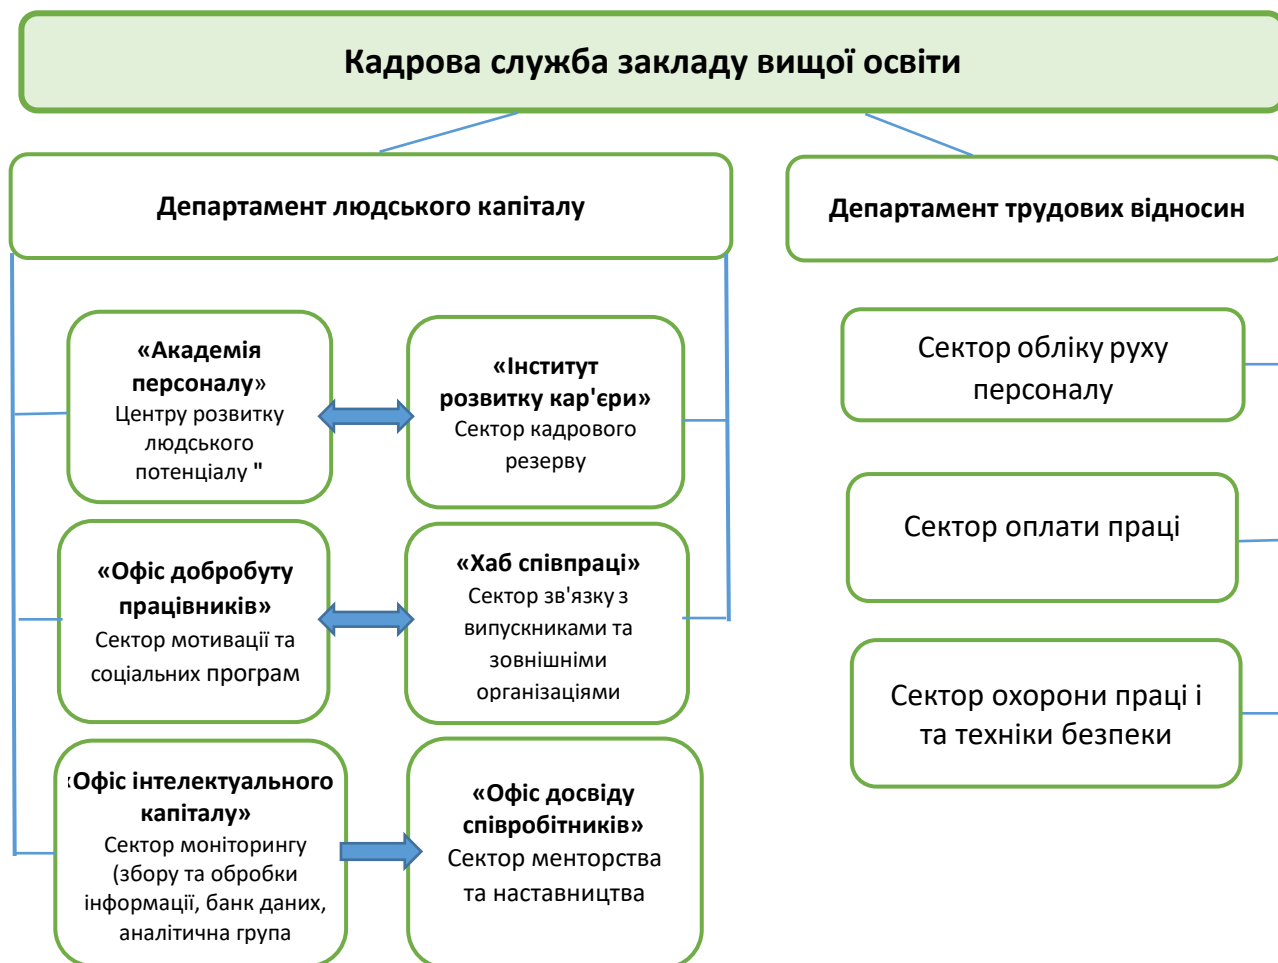 Кадрова служба закладу вищої освіти
Департамент людського капіталу
Департамент трудових відносин
«Академія
персоналу»
Центру розвитку
людського
потенціалу "
«Інститут
розвитку кар'єри»
Сектор кадрового
резерву
«Офіс добробуту
працівників»
Сектор мотивації та
соціальних програм
«Хаб співпраці»
Сектор зв'язку з
випускниками та
зовнішніми
організаціями
«Офіс інтелектуального
капіталу»
Сектор моніторингу
(збору та обробки
інформації, банк даних,
аналітична група
«Офіс досвіду
співробітників»
Сектор менторства
та наставництва
Сектор обліку руху
персоналу
Сектор оплати праці
Сектор охорони праці і
та техніки безпеки